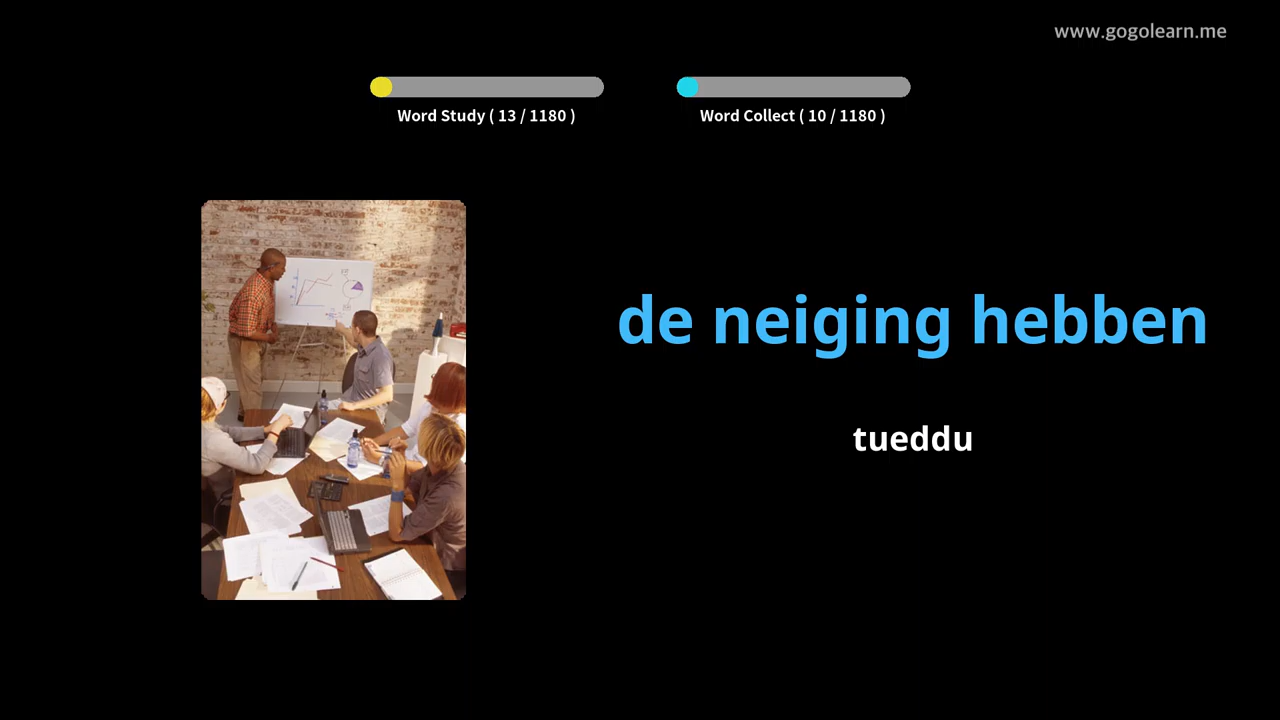 www.gogolearn.me
Word Study ( 13 / 1180 )
Word Collect ( 10 / 1180 )
de neiging hebben
tueddu